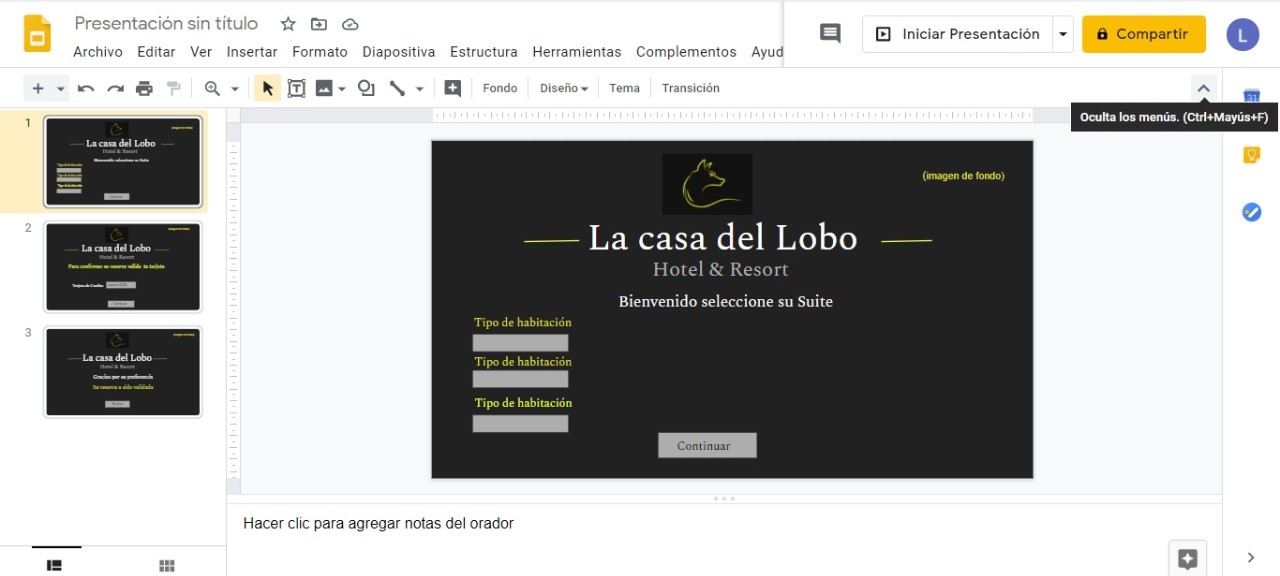 Presentación sin título
Archivo Editar Ver Insertar Formato Diapositiva Estructura Herramientas Complementos Ayud
Iniciar Presentación
Compartir
L
Fondo Diseño Tema Transición
Oculta los menús. (Ctrl+Mayús+F)
31
1
(imagen de fondo)
La casa del Lobo
Hotel & Resort
Bienvenido seleccione su Suite
Tipo de habitación
Tipo de habitación
Tipo de habitación
Continuar
2
(imagen de fondo)
La casa del Lobo
Hotel & Resort
Para confirmar su reserva valide su tarjeta
Tarjeta de Credito:
Continuar
3
(imagen de fondo)
La casa del Lobo
Hotel & Resort
Gracias por su preferencia
Su reserva a sido validada
(imagen de fondo)
La casa del Lobo
Hotel & Resort
Bienvenido seleccione su Suite
Tipo de habitación
Tipo de habitación
Tipo de habitación
Continuar
Hacer clic para agregar notas del orador